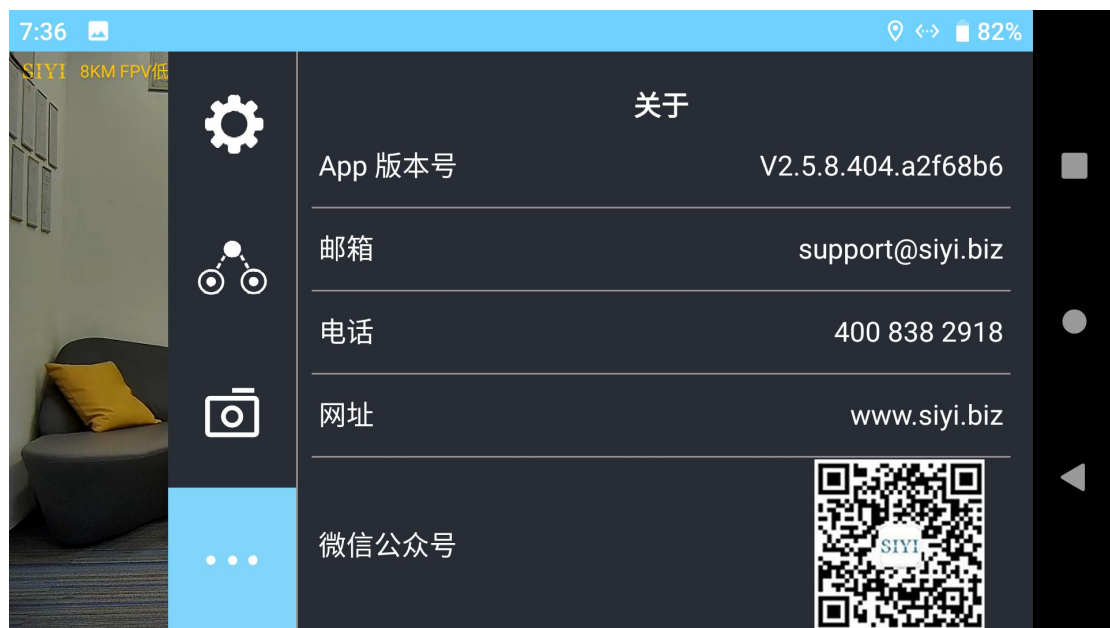 7:36
82%
SIYI 8KM FPV低
关于
App 版本号 V2.5.8.404.a2f68b6
邮箱 support@siyi.biz
电话 400 838 2918
网址 www.siyi.biz
微信公众号
SIYI